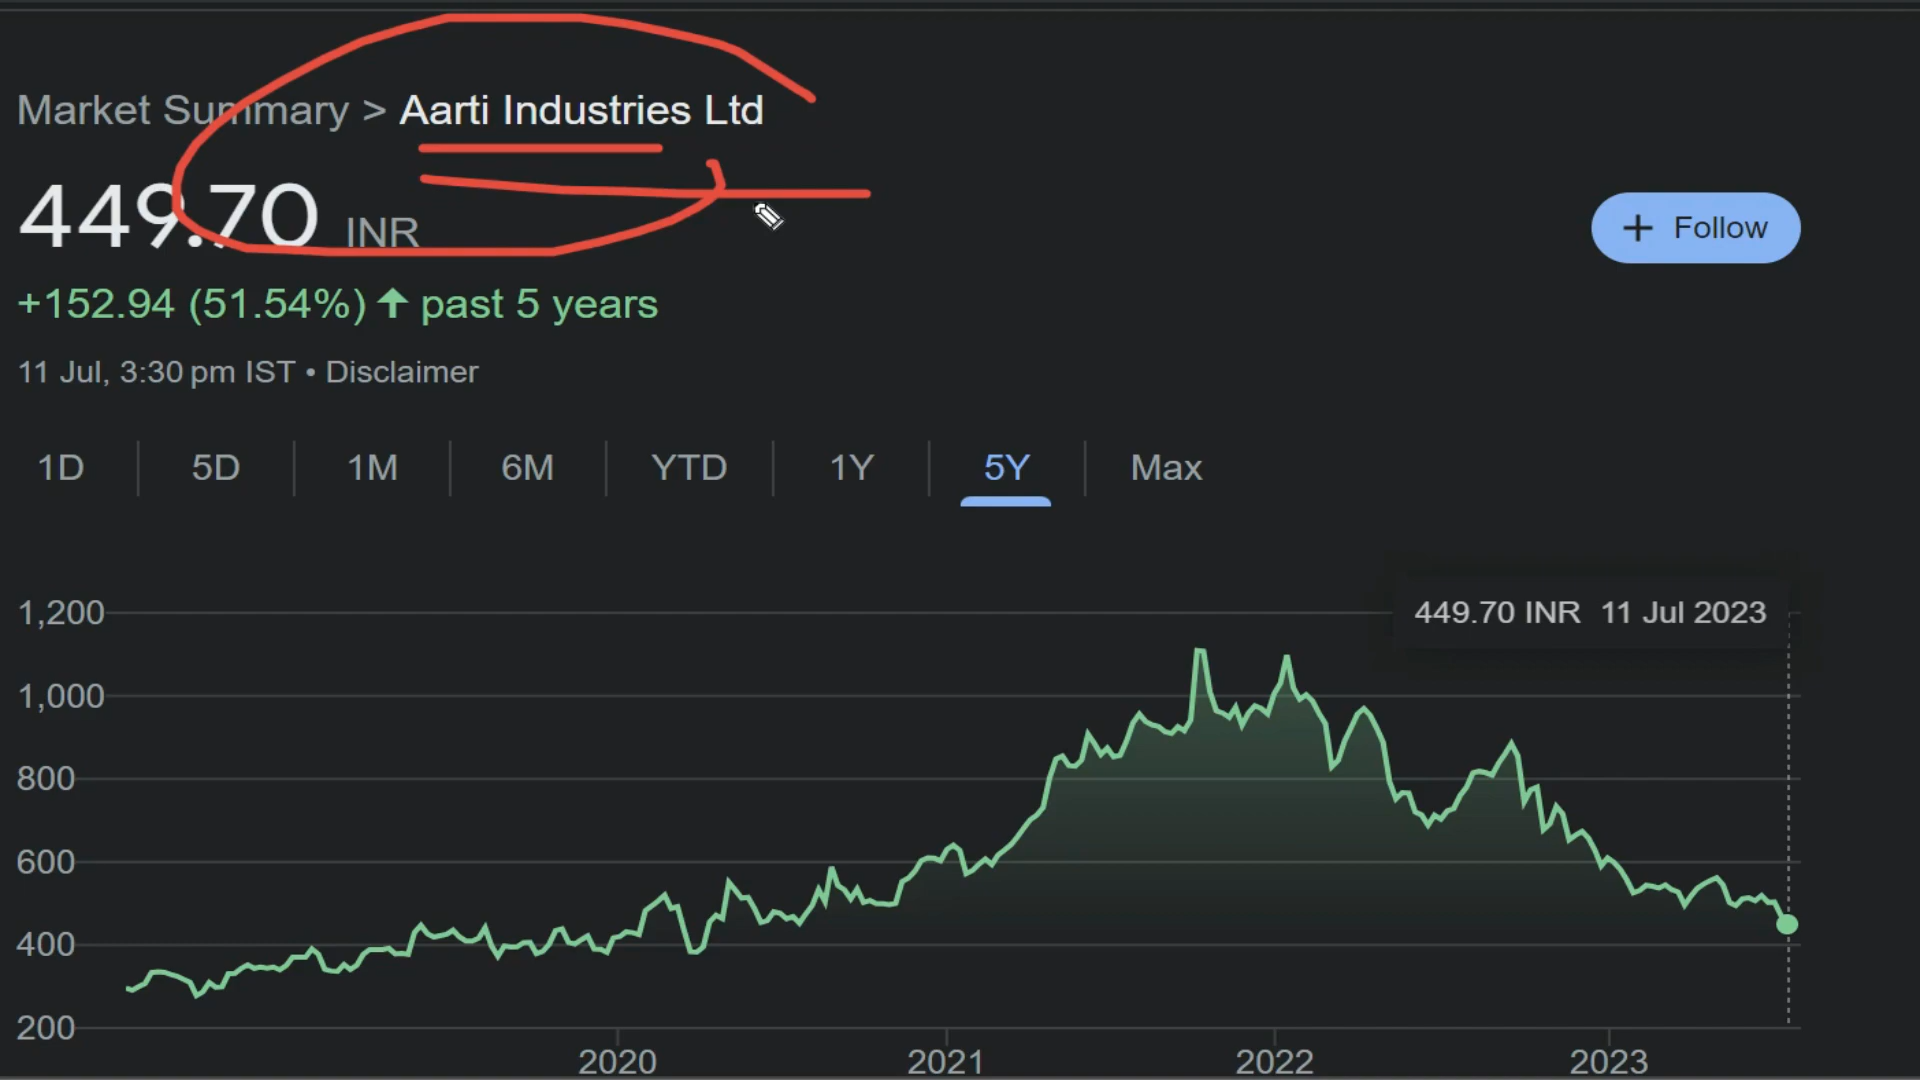 Market Summary > Aarti Industries Ltd
449.70 INR
+ Follow
+152.94 (51.54%) ↑ past 5 years
11 Jul, 3:30 pm IST • Disclaimer
1D 5D 1M 6M YTD 1Y 5Y Max
449.70 INR 11 Jul 2023
1,200
1,000
800
600
400
200
2020 2021 2022 2023